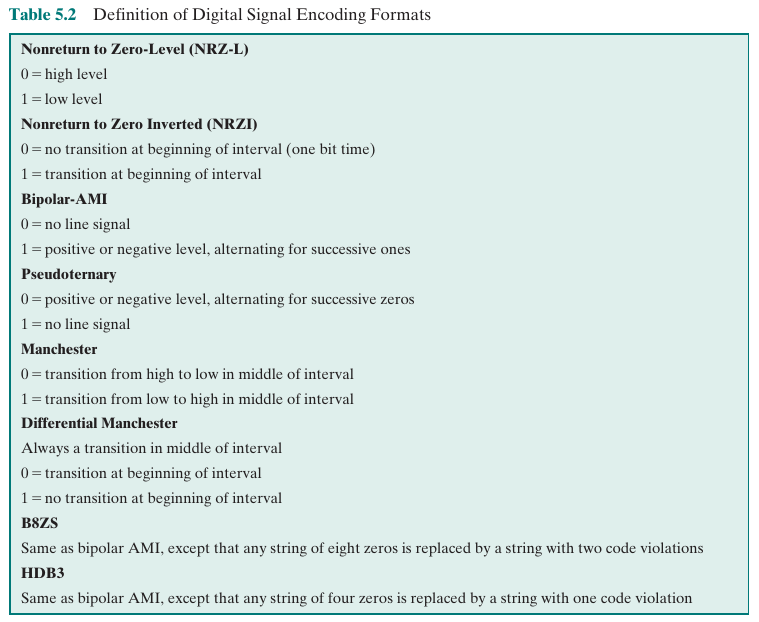 Table 5.2 Definition of Digital Signal Encoding Formats
Nonreturn to Zero-Level (NRZ-L)
0 = high level
1 = low level
Nonreturn to Zero Inverted (NRZI)
0 = no transition at beginning of interval (one bit time)
1 = transition at beginning of interval
Bipolar-AMI
0 = no line signal
1 = positive or negative level, alternating for successive ones
Pseudoternary
0 = positive or negative level, alternating for successive zeros
1 = no line signal
Manchester
0 = transition from high to low in middle of interval
1 = transition from low to high in middle of interval
Differential Manchester
Always a transition in middle of interval
0 = transition at beginning of interval
1 = no transition at beginning of interval
B8ZS
Same as bipolar AMI, except that any string of eight zeros is replaced by a string with two code violations
HDB3
Same as bipolar AMI, except that any string of four zeros is replaced by a string with one code violation